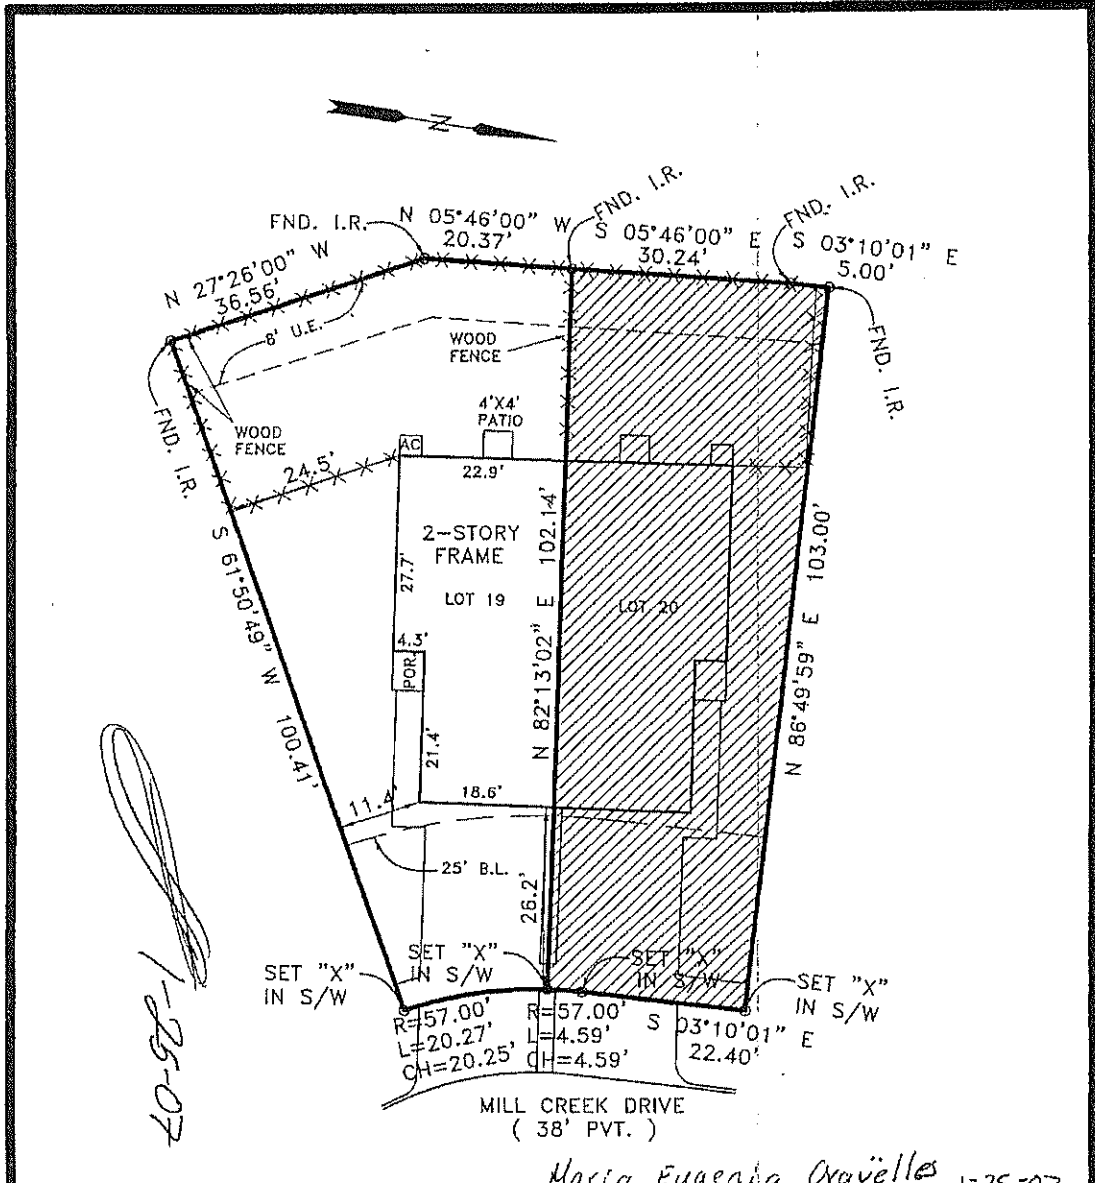 N
FND. I.R.
N 05°46'00" W
20.37'
FND. I.R.
S 05°46'00" E
30.24'
FND. I.R.
S 03°10'01" E
5.00'
FND. I.R.
N 27°26'00" W
36.56'
8' U.E.
WOOD
FENCE
4'X4'
PATIO
FND. I.R.
WOOD
FENCE
24.5'
AC
22.9'
2-STORY
FRAME
LOT 19
LOT 20
27.7'
4.3'
POR.
21.4'
18.6'
S 61°50'49" W 100.41'
N 82°13'02" E 102.14'
N 86°49'59" E 103.00'
11.4'
25' B.L.
26.2'
SET "X"
IN S/W
SET "X"
IN S/W
SET "X"
IN S/W
SET "X"
IN S/W
R=57.00'
L=20.27'
CH=20.25'
R=57.00'
L=4.59'
CH=4.59'
S 03°10'01" E
22.40'
MILL CREEK DRIVE
( 38' PVT. )
1-25-07
Maria Eugenia 1-25-07